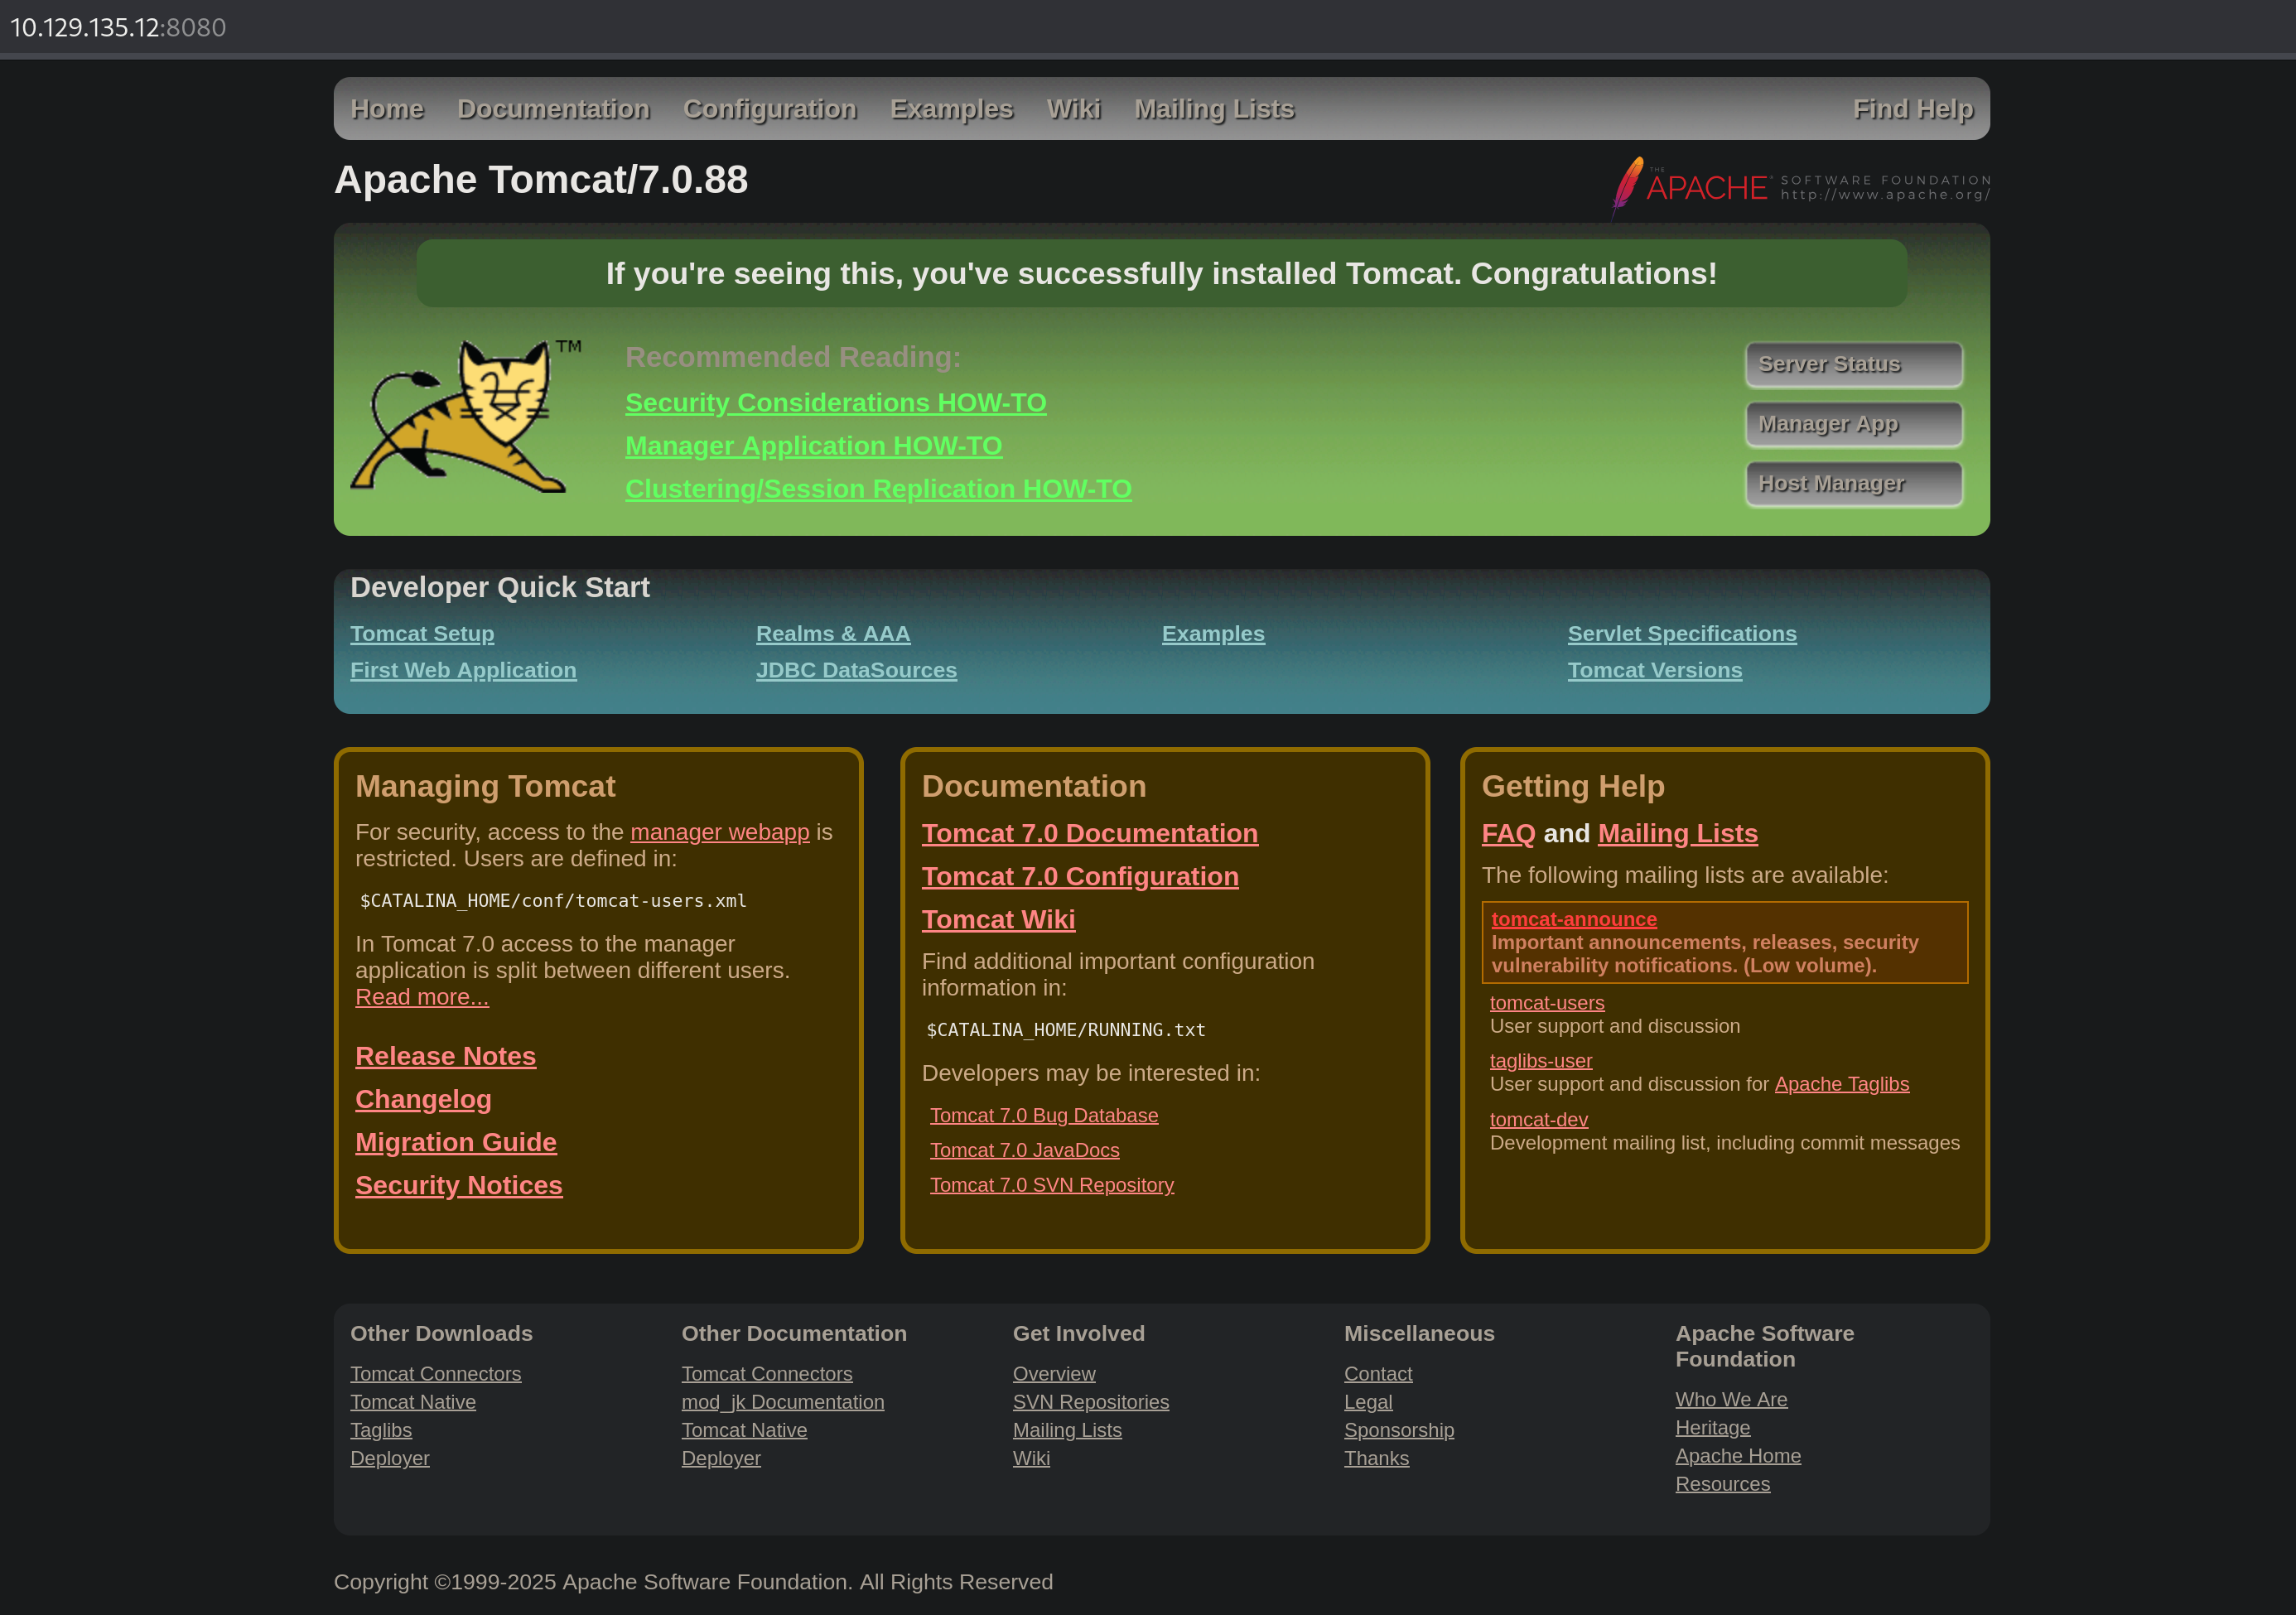 10.129.135.12:8080
Home Documentation Configuration Examples Wiki Mailing Lists Find Help
Apache Tomcat/7.0.88
THE
APACHE®
SOFTWARE FOUNDATION
http://www.apache.org/
If you're seeing this, you've successfully installed Tomcat. Congratulations!
TM
Recommended Reading:
Security Considerations HOW-TO
Manager Application HOW-TO
Clustering/Session Replication HOW-TO
Server Status
Manager App
Host Manager
Developer Quick Start
Tomcat Setup
First Web Application
Realms & AAA
JDBC DataSources
Examples
Servlet Specifications
Tomcat Versions
Managing Tomcat
For security, access to the manager webapp is
restricted. Users are defined in:
$CATALINA_HOME/conf/tomcat-users.xml
In Tomcat 7.0 access to the manager
application is split between different users.
Read more...
Release Notes
Changelog
Migration Guide
Security Notices
Documentation
Tomcat 7.0 Documentation
Tomcat 7.0 Configuration
Tomcat Wiki
Find additional important configuration
information in:
$CATALINA_HOME/RUNNING.txt
Developers may be interested in:
Tomcat 7.0 Bug Database
Tomcat 7.0 JavaDocs
Tomcat 7.0 SVN Repository
Getting Help
FAQ and Mailing Lists
The following mailing lists are available:
tomcat-announce
Important announcements, releases, security
vulnerability notifications. (Low volume).
tomcat-users
User support and discussion
taglibs-user
User support and discussion for Apache Taglibs
tomcat-dev
Development mailing list, including commit messages
Other Downloads
Tomcat Connectors
Tomcat Native
Taglibs
Deployer
Other Documentation
Tomcat Connectors
mod_jk Documentation
Tomcat Native
Deployer
Get Involved
Overview
SVN Repositories
Mailing Lists
Wiki
Miscellaneous
Contact
Legal
Sponsorship
Thanks
Apache Software
Foundation
Who We Are
Heritage
Apache Home
Resources
Copyright ©1999-2025 Apache Software Foundation. All Rights Reserved